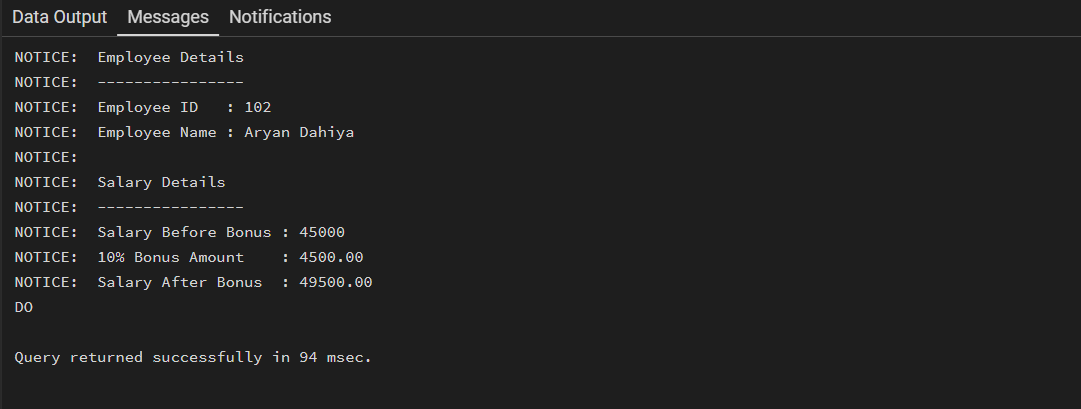 Data Output Messages Notifications
NOTICE:  Employee Details
NOTICE:  ----------------
NOTICE:  Employee ID   : 102
NOTICE:  Employee Name : Aryan Dahiya
NOTICE:
NOTICE:  Salary Details
NOTICE:  ----------------
NOTICE:  Salary Before Bonus : 45000
NOTICE:  10% Bonus Amount    : 4500.00
NOTICE:  Salary After Bonus  : 49500.00
DO
Query returned successfully in 94 msec.